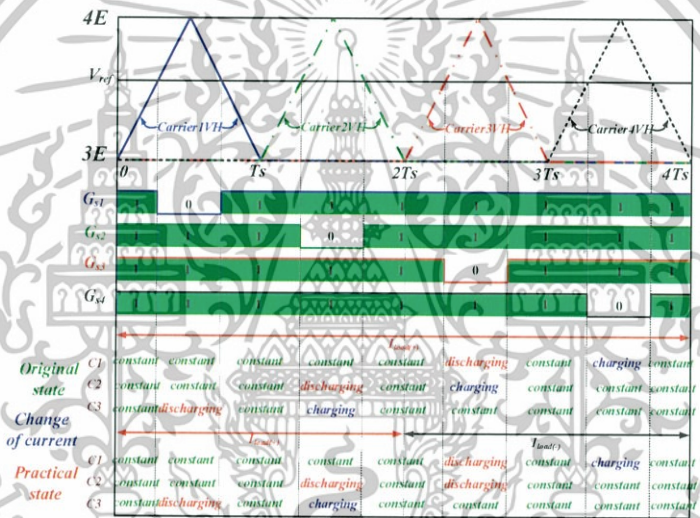 4E
Vref
Carrier1VH Carrier2VH Carrier3VH Carrier4VH
3E
0 Ts 2Ts 3Ts 4Ts
Gs1 1 0 1 1 1 1 1 1 1
Gs2 1 1 1 0 1 1 1 1 1
Gs3 1 1 1 1 1 0 1 1 1
Gs4 1 1 1 1 1 1 1 0 1
Original state
C1 constant constant constant constant constant discharging constant charging constant
C2 constant constant constant discharging constant charging constant constant constant
C3 constant discharging constant charging constant constant constant constant constant
Change of current
Iload(-)
Practical state
C1 constant constant constant constant constant discharging constant charging constant
C2 constant constant constant discharging constant discharging constant constant constant
C3 constant discharging constant charging constant constant constant constant constant